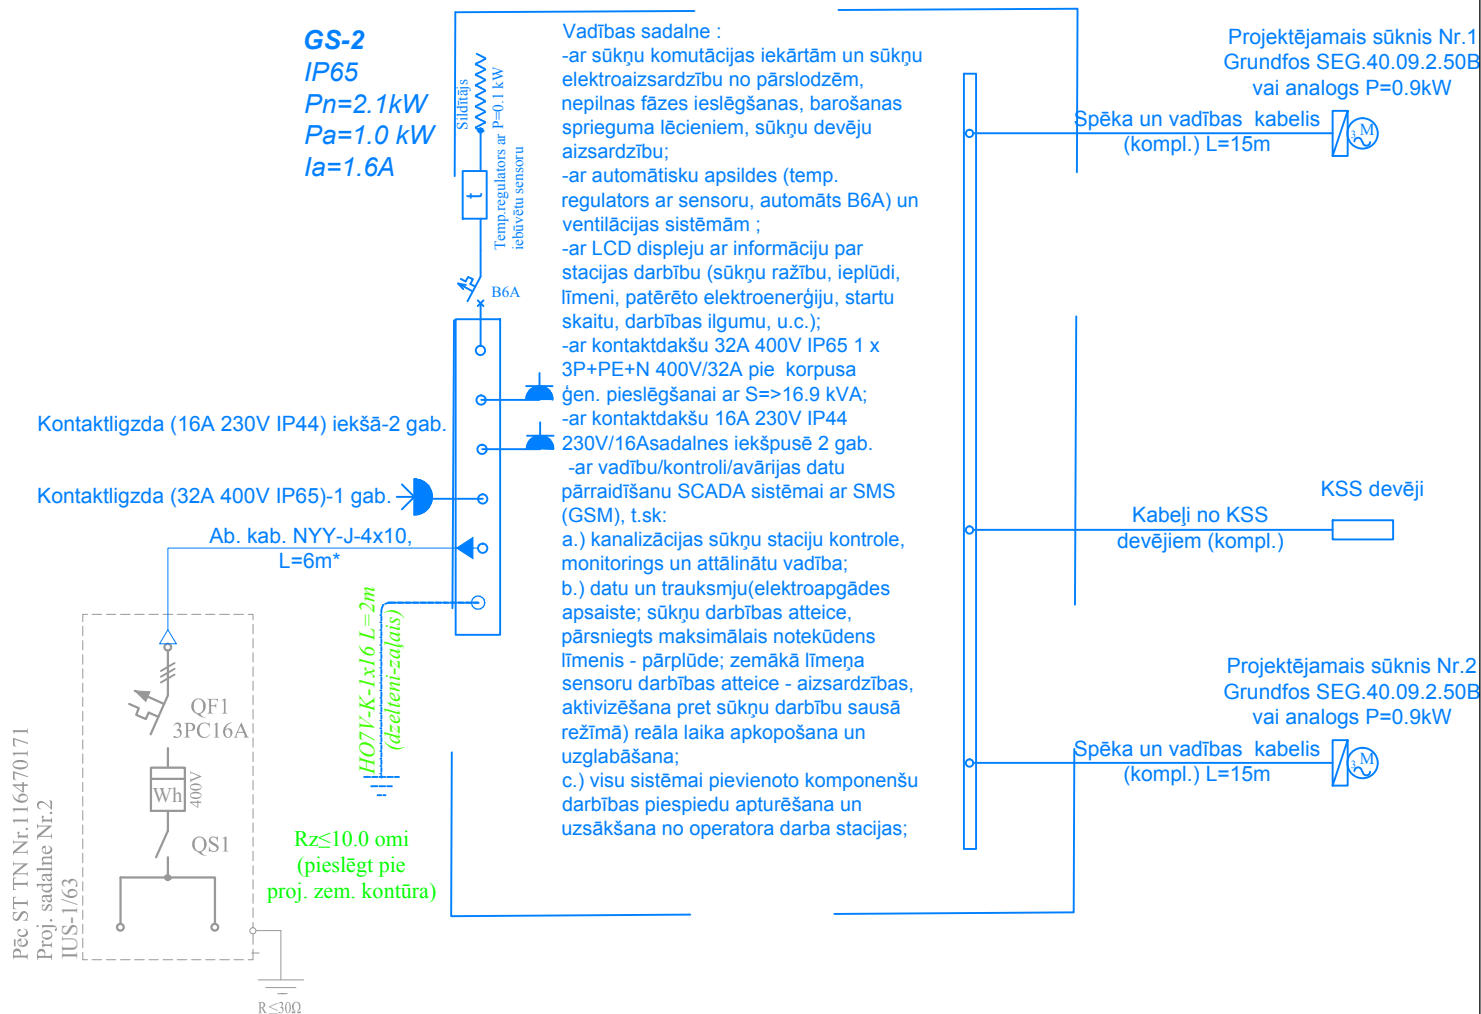 GS-2
IP65
Pn=2.1kW
Pa=1.0 kW
Ia=1.6A
Sildītājs
P=0.1 kW
Temp.regulators ar
iebūvētu sensoru
t
B6A
Vadības sadalne :
-ar sūkņu komutācijas iekārtām un sūkņu
elektroaizsardzību no pārslodzēm,
nepilnas fāzes ieslēgšanas, barošanas
sprieguma lēcieniem, sūkņu devēju
aizsardzību;
-ar automātisku apsildes (temp.
regulators ar sensoru, automāts B6A) un
ventilācijas sistēmām ;
-ar LCD displeju ar informāciju par
stacijas darbību (sūkņu ražību, ieplūdi,
līmeni, patērēto elektroenerģiju, startu
skaitu, darbības ilgumu, u.c.);
-ar kontaktdakšu 32A 400V IP65 1 x
3P+PE+N 400V/32A pie  korpusa
ģen. pieslēgšanai ar S=>16.9 kVA;
-ar kontaktdakšu 16A 230V IP44
230V/16Asadalnes iekšpusē 2 gab.
-ar vadību/kontroli/avārijas datu
pārraidīšanu SCADA sistēmai ar SMS
(GSM), t.sk:
a.) kanalizācijas sūkņu staciju kontrole,
monitorings un attālinātu vadība;
b.) datu un trauksmju(elektroapgādes
apsaiste; sūkņu darbības atteice,
pārsniegts maksimālais notekūdens
līmenis - pārplūde; zemākā līmeņa
sensoru darbības atteice - aizsardzības,
aktivizēšana pret sūkņu darbību sausā
režīmā) reāla laika apkopošana un
uzglabāšana;
c.) visu sistēmai pievienoto komponenšu
darbības piespiedu apturēšana un
uzsākšana no operatora darba stacijas;
Projektējamais sūknis Nr.1
Grundfos SEG.40.09.2.50B
vai analogs P=0.9kW
Spēka un vadības  kabelis
(kompl.) L=15m
3 M
KSS devēji
Kabeļi no KSS
devējiem (kompl.)
Projektējamais sūknis Nr.2
Grundfos SEG.40.09.2.50B
vai analogs P=0.9kW
Spēka un vadības  kabelis
(kompl.) L=15m
3 M
Kontaktligzda (16A 230V IP44) iekšā-2 gab.
Kontaktligzda (32A 400V IP65)-1 gab.
Ab. kab. NYY-J-4x10,
L=6m*
HO7V-K-1x16 L=2m
(dzelteni-zaļais)
Rz≤10.0 omi
(pieslēgt pie
proj. zem. kontūra)
QF1
3PC16A
Wh
400V
QS1
Pēc ST TN Nr.116470171
Proj. sadalne Nr.2
IUS-1/63
R≤30Ω